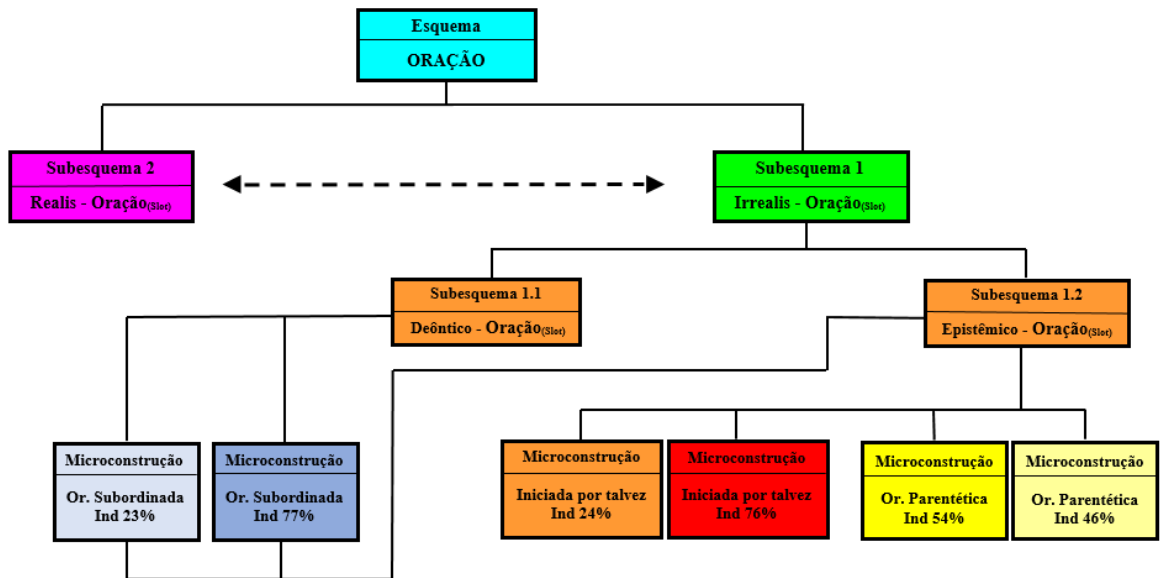 Esquema
ORAÇÃO
Subesquema 2
Realis - Oração(Slot)
Subesquema 1
Irrealis - Oração(Slot)
Subesquema 1.1
Deôntico - Oração(Slot)
Subesquema 1.2
Epistêmico - Oração(Slot)
Microconstrução
Or. Subordinada
Ind 23%
Microconstrução
Or. Subordinada
Ind 77%
Microconstrução
Iniciada por talvez
Ind 24%
Microconstrução
Iniciada por talvez
Ind 76%
Microconstrução
Or. Parentética
Ind 54%
Microconstrução
Or. Parentética
Ind 46%